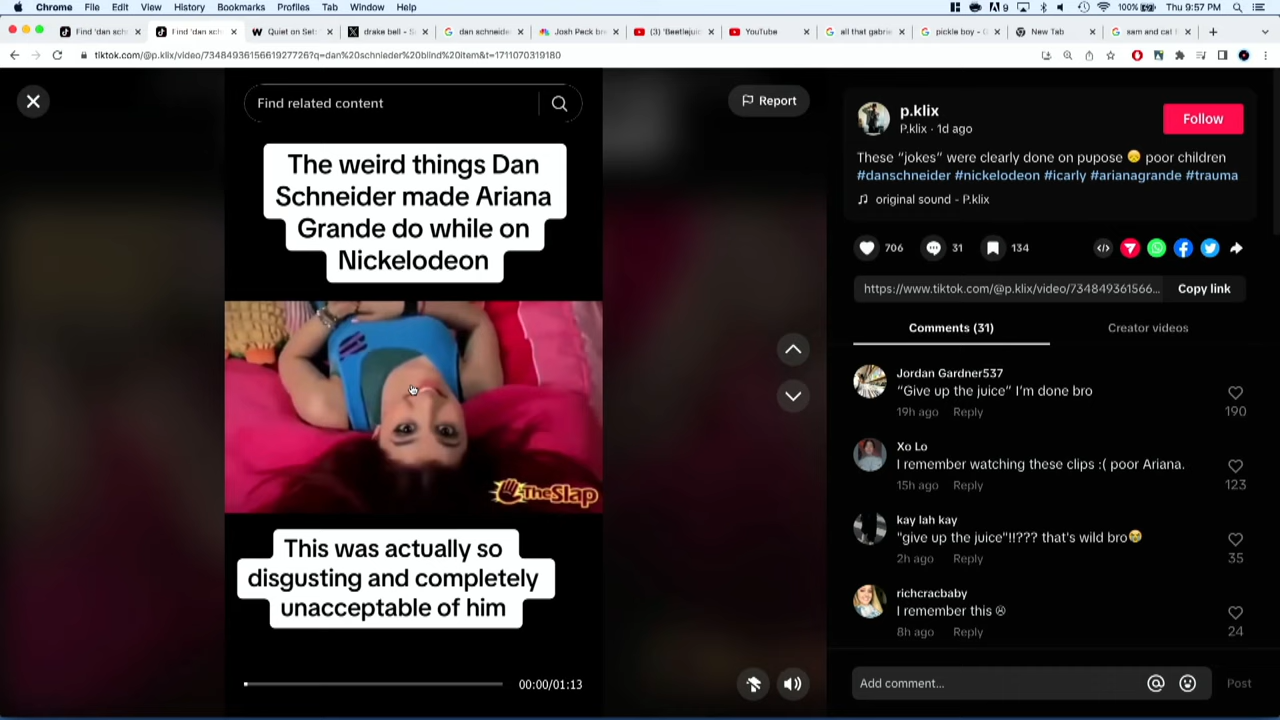 Chrome File Edit View History Bookmarks Profiles Tab Window Help
9 100% Thu 9:57 PM
Find 'dan sch
Find 'dan sch
Quiet on Set:
drake bell - S
dan schneide
Josh Peck bre
(3) 'Beetlejui
YouTube
all that gabrie
pickle boy - G
New Tab
sam and cat
tiktok.com/@p.klix/video/7348493615661927726?q=dan%20schnieder%20blind%20item&t=1711070319180
Find related content
Report
The weird things Dan
Schneider made Ariana
Grande do while on
Nickelodeon
TheSlap
This was actually so
disgusting and completely
unacceptable of him
00:00/01:13
p.klix
P.klix · 1d ago
Follow
These “jokes” were clearly done on pupose 😞 poor children
#danschneider #nickelodeon #icarly #arianagrande #trauma
original sound - P.klix
706 31 134
https://www.tiktok.com/@p.klix/video/734849361566...
Copy link
Comments (31)
Creator videos
Jordan Gardner537
“Give up the juice” I’m done bro
19h ago Reply
190
Xo Lo
I remember watching these clips :( poor Ariana.
15h ago Reply
123
kay lah kay
"give up the juice"!!??? that's wild bro😭
2h ago Reply
35
richcracbaby
I remember this ☹
8h ago Reply
24
Add comment...
@
Post